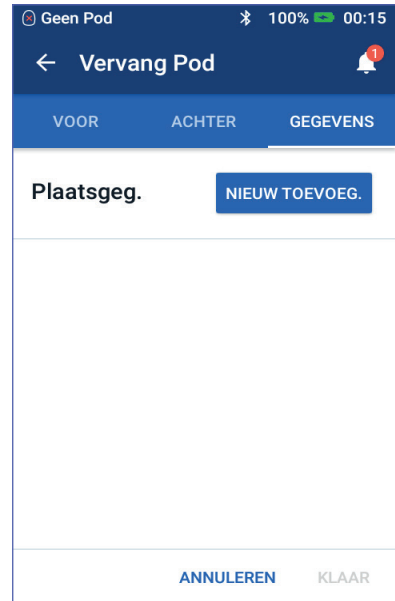 Geen Pod 100% 00:15
Vervang Pod 1
VOOR ACHTER GEGEVENS
Plaatsgeg. NIEUW TOEVOEG.
ANNULEREN KLAAR